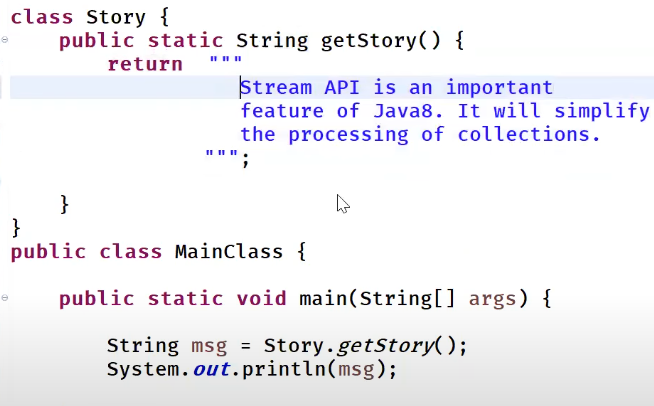 class Story {
    public static String getStory() {
        return  """
                   Stream API is an important
                   feature of Java8. It will simplify
                   the processing of collections.
                """;

    }
}
public class MainClass {

    public static void main(String[] args) {

        String msg = Story.getStory();
        System.out.println(msg);